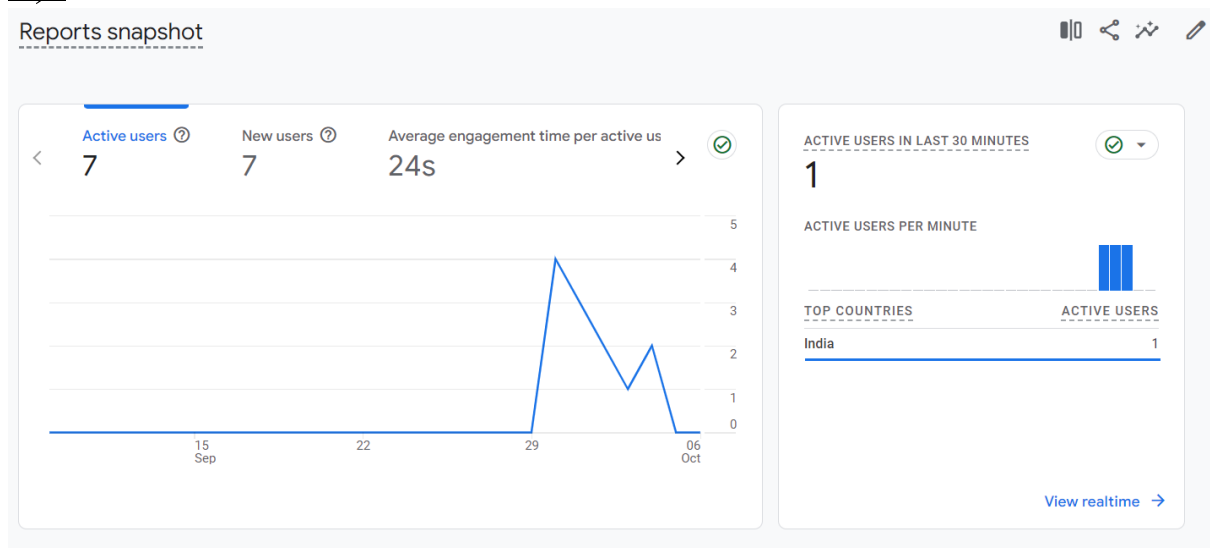 Reports snapshot
Active users
7
New users
7
Average engagement time per active us
24s
5
4
3
2
1
0
15
Sep
22
29
06
Oct
ACTIVE USERS IN LAST 30 MINUTES
1
ACTIVE USERS PER MINUTE
TOP COUNTRIES ACTIVE USERS
India 1
View realtime